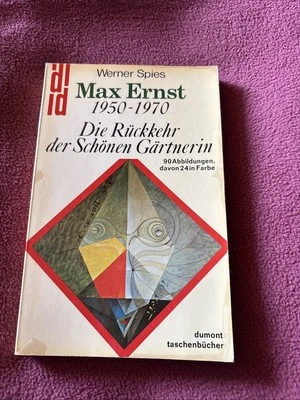 dt
Werner Spies
Max Ernst
1950-1970
Die Rückkehr
der Schönen Gärtnerin
90 Abbildungen,
davon 24 in Farbe
dumont
taschenbücher